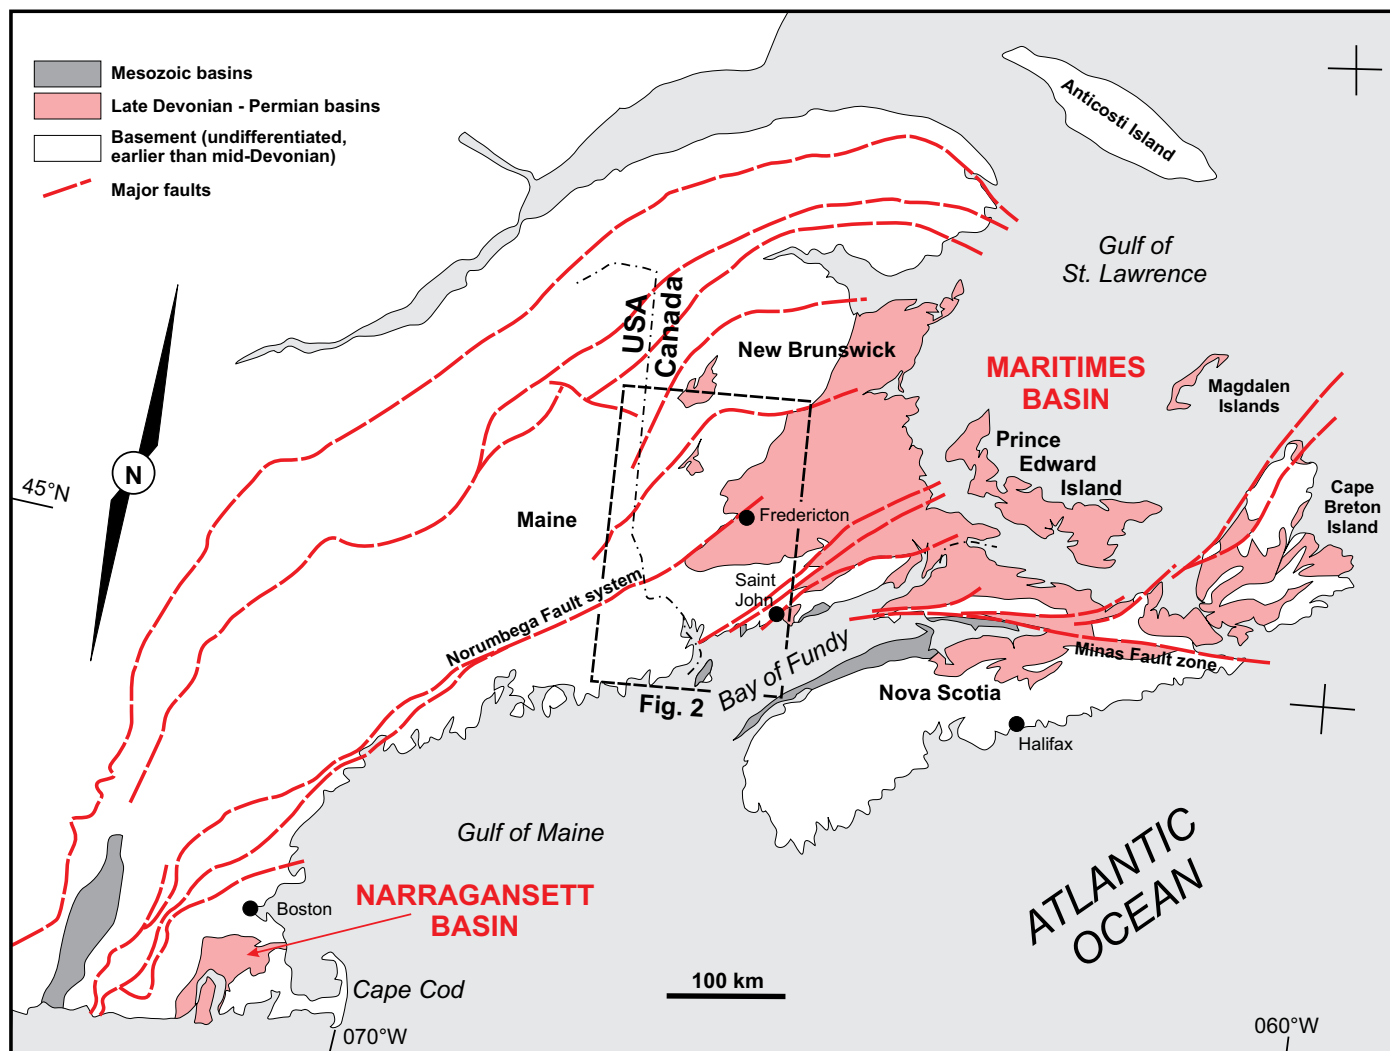 Mesozoic basins
Late Devonian - Permian basins
Basement (undifferentiated,
earlier than mid-Devonian)
Major faults
Anticosti Island
Gulf of
St. Lawrence
USA
Canada
New Brunswick
MARITIMES
BASIN
Magdalen
Islands
N
45°N
Prince
Edward
Island
Cape
Breton
Island
Maine
Fredericton
Saint
John
Norumbega Fault system
Bay of Fundy
Minas Fault zone
Fig. 2
Nova Scotia
Halifax
Gulf of Maine
ATLANTIC
OCEAN
NARRAGANSETT
BASIN
Boston
Cape Cod
100 km
070°W
060°W